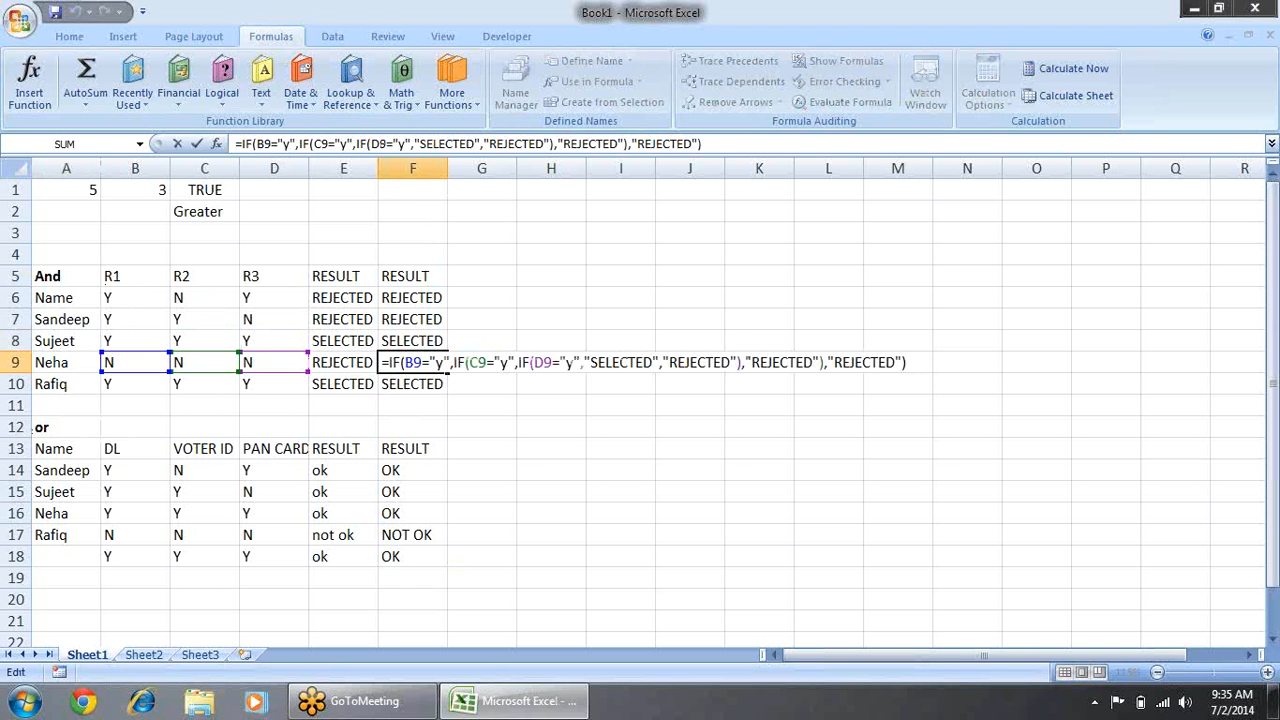 Book1 - Microsoft Excel
Home Insert Page Layout Formulas Data Review View Developer
fx Σ ? A θ
Insert Function
AutoSum
Recently Used
Financial
Logical
Text
Date & Time
Lookup & Reference
Math & Trig
More Functions
Function Library
Name Manager
Define Name
Use in Formula
Create from Selection
Defined Names
Trace Precedents
Trace Dependents
Remove Arrows
Show Formulas
Error Checking
Evaluate Formula
Formula Auditing
Watch Window
Calculation Options
Calculate Now
Calculate Sheet
Calculation
SUM fx =IF(B9="y",IF(C9="y",IF(D9="y","SELECTED","REJECTED"),"REJECTED"),"REJECTED")
A B C D E F G H I J K L M N O P Q R
1 5 3 TRUE
2 Greater
3
4
5 And R1 R2 R3 RESULT RESULT
6 Name Y N Y REJECTED REJECTED
7 Sandeep Y Y N REJECTED REJECTED
8 Sujeet Y Y Y SELECTED SELECTED
9 Neha N N N REJECTED =IF(B9="y",IF(C9="y",IF(D9="y","SELECTED","REJECTED"),"REJECTED"),"REJECTED")
10 Rafiq Y Y Y SELECTED SELECTED
11
12 or
13 Name DL VOTER ID PAN CARD RESULT RESULT
14 Sandeep Y N Y ok OK
15 Sujeet Y Y N ok OK
16 Neha Y Y Y ok OK
17 Rafiq N N N not ok NOT OK
18 Y Y Y ok OK
19
20
21
22
Sheet1 Sheet2 Sheet3
Edit
GoToMeeting
Microsoft Excel - ...
9:35 AM
7/2/2014